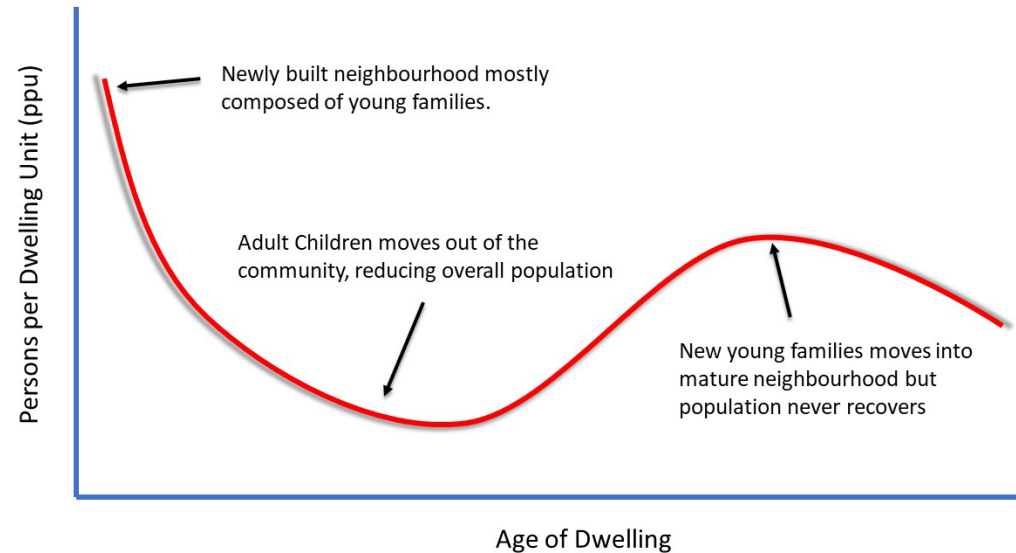 Persons per Dwelling Unit (ppu)
Newly built neighbourhood mostly
composed of young families.
Adult Children moves out of the
community, reducing overall population
New young families moves into
mature neighbourhood but
population never recovers
Age of Dwelling